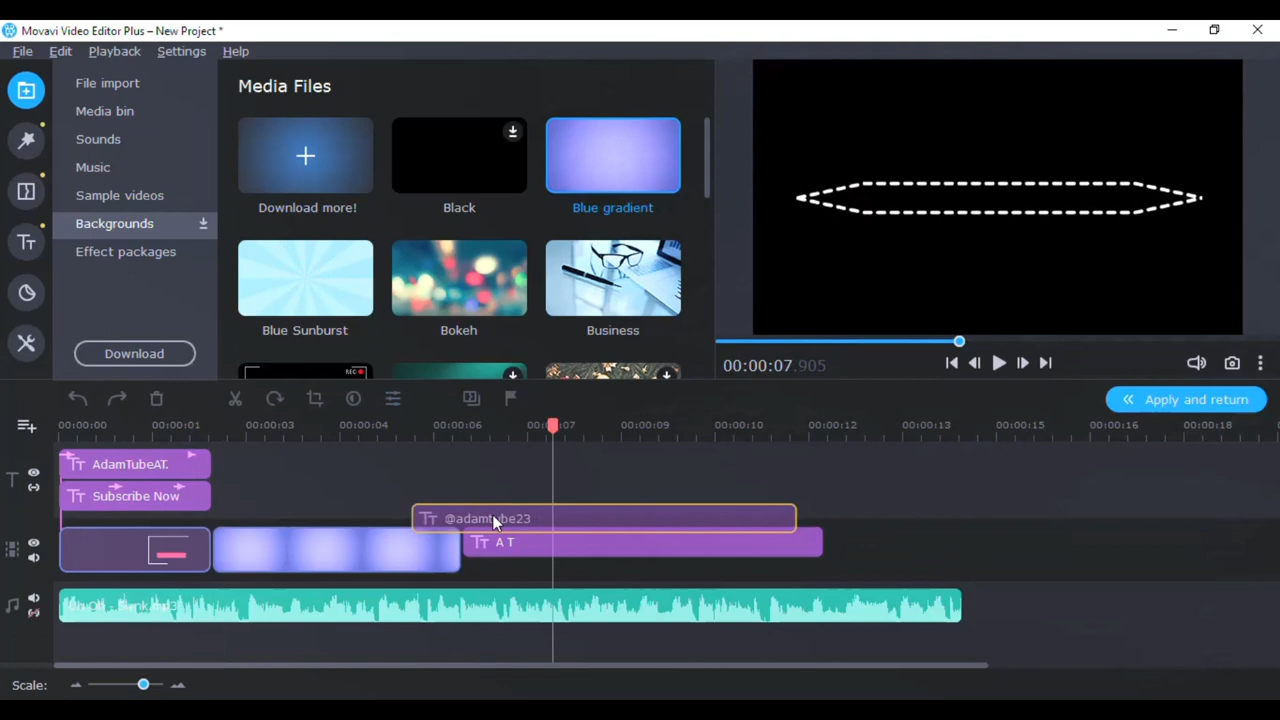 Movavi Video Editor Plus – New Project *
File Edit Playback Settings Help
File import
Media bin
Sounds
Music
Sample videos
Backgrounds
Effect packages
Download
Media Files
Download more!
Black
Blue gradient
Blue Sunburst
Bokeh
Business
REC
00:00:07.905
Apply and return
00:00:00 00:00:01 00:00:03 00:00:04 00:00:06 00:00:07 00:00:09 00:00:10 00:00:12 00:00:13 00:00:15 00:00:16 00:00:18
AdamTubeAT.
Subscribe Now
@adamtube23
A T
Scale: